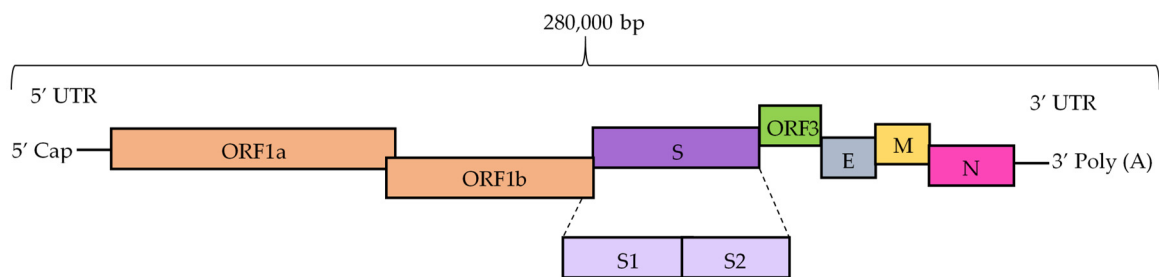 280,000 bp
5′ UTR
3′ UTR
5′ Cap
ORF1a
ORF1b
S
ORF3
E
M
N
3′ Poly (A)
S1
S2